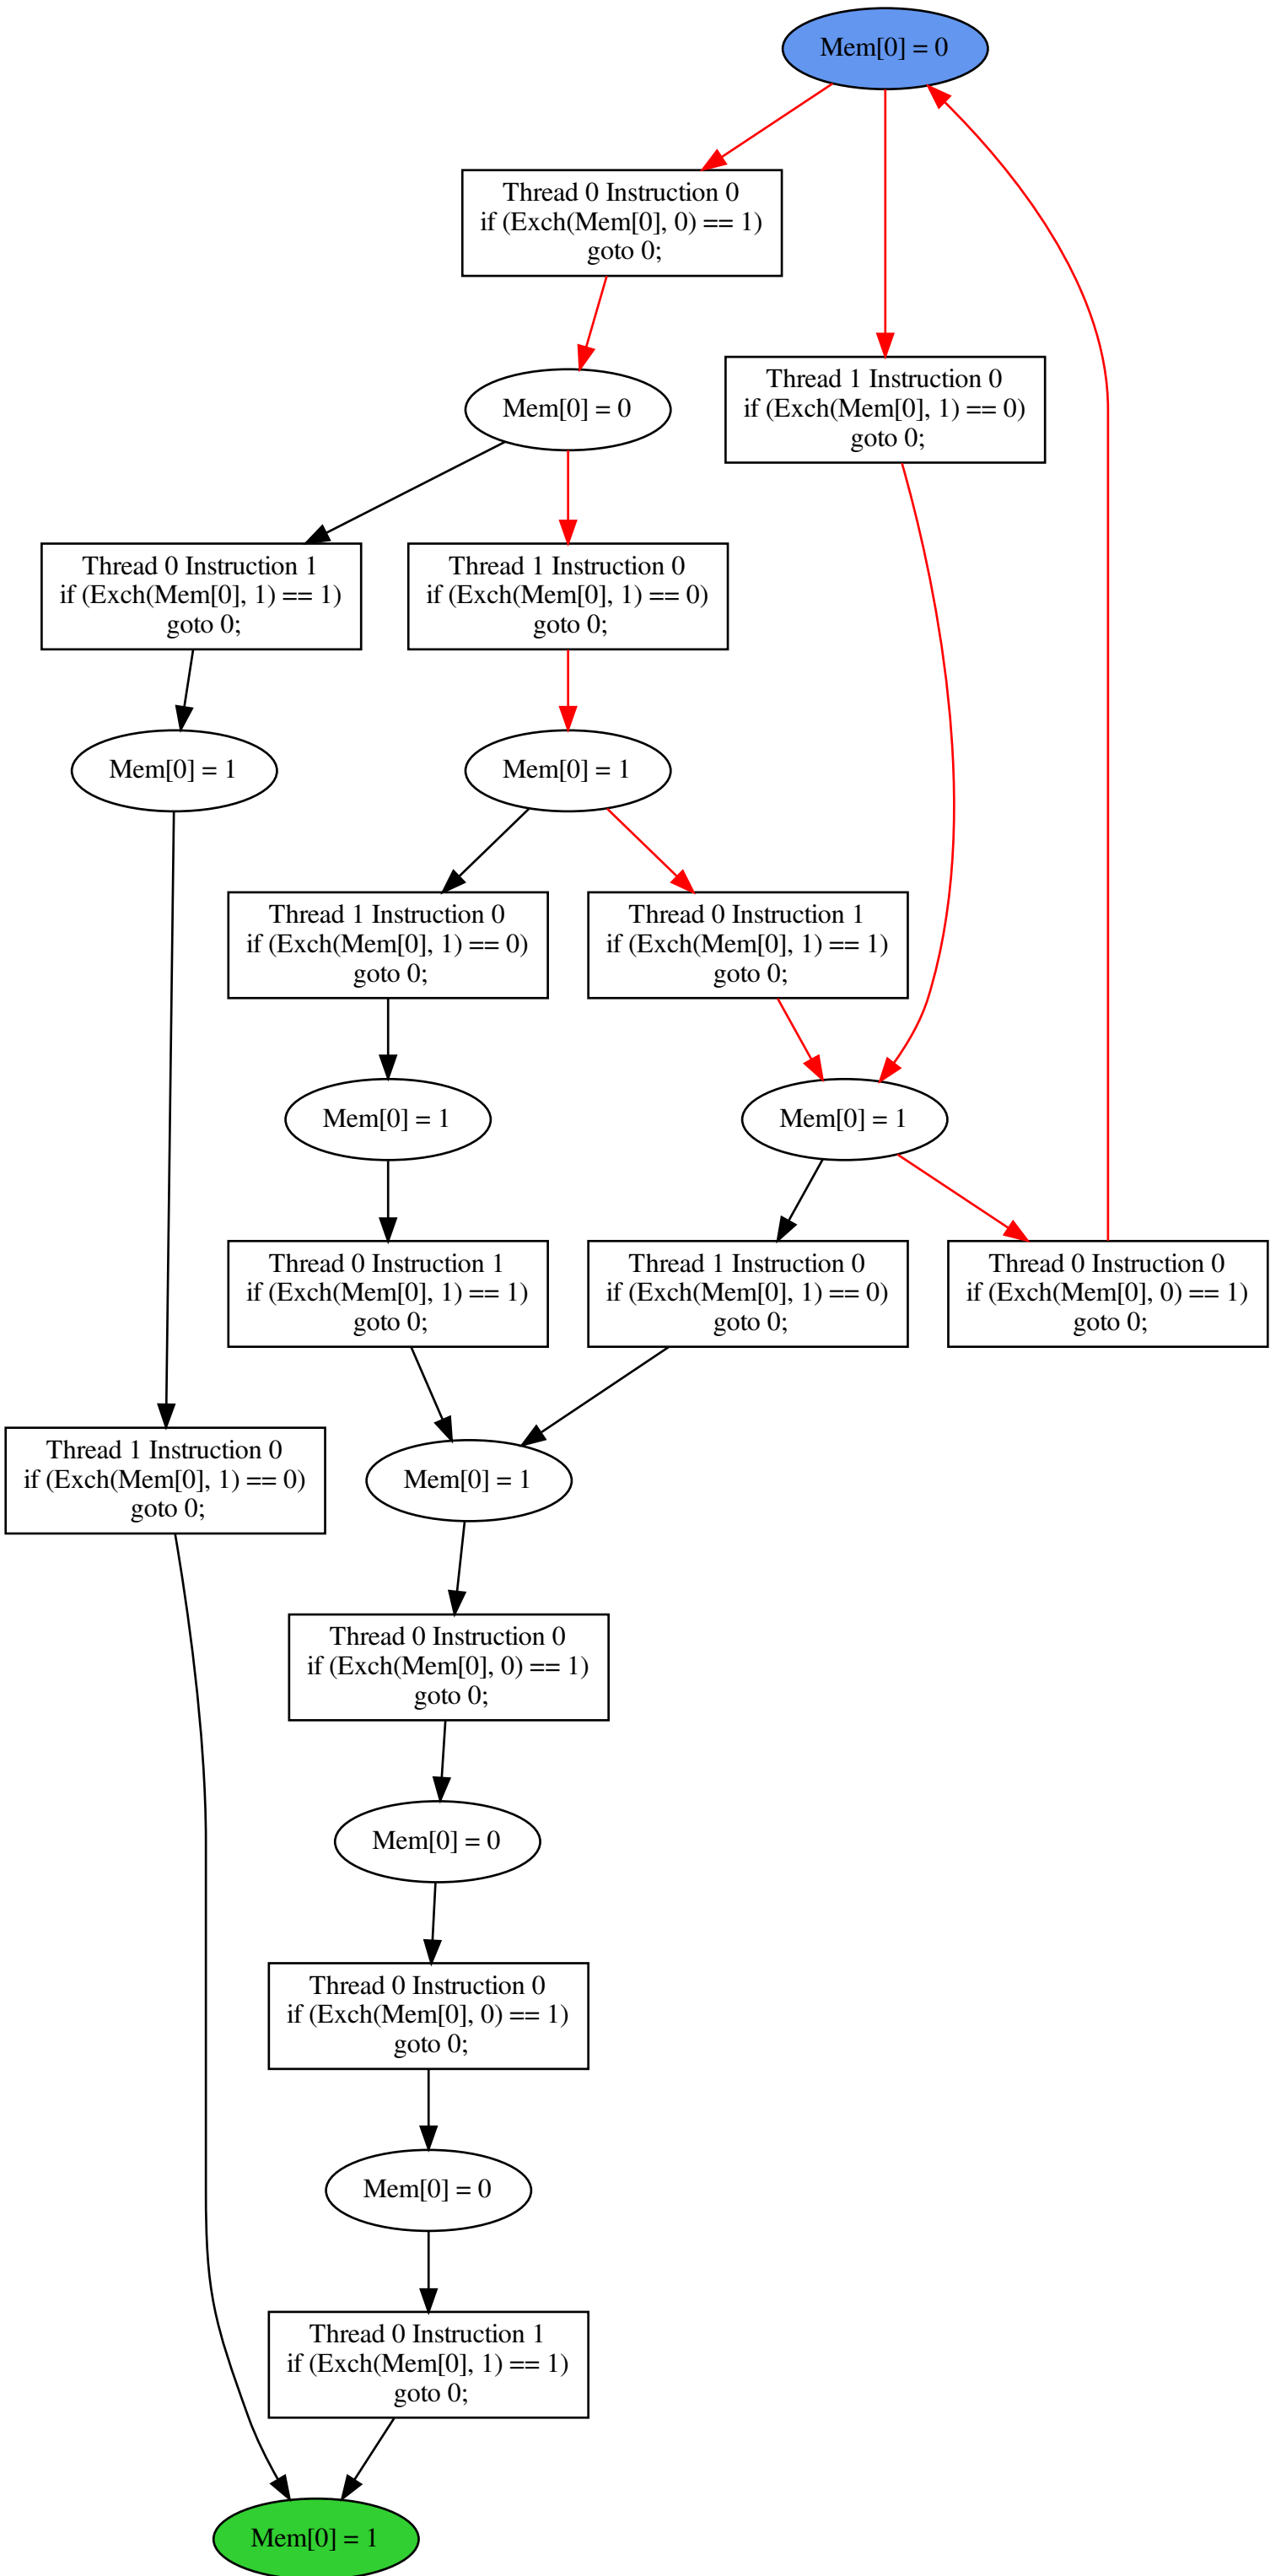 Mem[0] = 0
Thread 0 Instruction 0
if (Exch(Mem[0], 0) == 1)
goto 0;
Mem[0] = 0
Thread 1 Instruction 0
if (Exch(Mem[0], 1) == 0)
goto 0;
Thread 0 Instruction 1
if (Exch(Mem[0], 1) == 1)
goto 0;
Thread 1 Instruction 0
if (Exch(Mem[0], 1) == 0)
goto 0;
Mem[0] = 1
Mem[0] = 1
Thread 1 Instruction 0
if (Exch(Mem[0], 1) == 0)
goto 0;
Thread 0 Instruction 1
if (Exch(Mem[0], 1) == 1)
goto 0;
Mem[0] = 1
Mem[0] = 1
Thread 0 Instruction 1
if (Exch(Mem[0], 1) == 1)
goto 0;
Thread 1 Instruction 0
if (Exch(Mem[0], 1) == 0)
goto 0;
Thread 0 Instruction 0
if (Exch(Mem[0], 0) == 1)
goto 0;
Thread 1 Instruction 0
if (Exch(Mem[0], 1) == 0)
goto 0;
Mem[0] = 1
Thread 0 Instruction 0
if (Exch(Mem[0], 0) == 1)
goto 0;
Mem[0] = 0
Thread 0 Instruction 0
if (Exch(Mem[0], 0) == 1)
goto 0;
Mem[0] = 0
Thread 0 Instruction 1
if (Exch(Mem[0], 1) == 1)
goto 0;
Mem[0] = 1